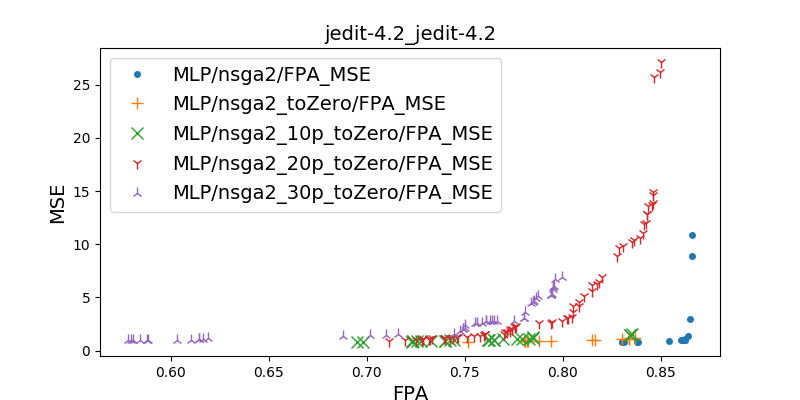 jedit-4.2_jedit-4.2
MLP/nsga2/FPA_MSE
MLP/nsga2_toZero/FPA_MSE
MLP/nsga2_10p_toZero/FPA_MSE
MLP/nsga2_20p_toZero/FPA_MSE
MLP/nsga2_30p_toZero/FPA_MSE
MSE
25
20
15
10
5
0
0.60
0.65
0.70
0.75
0.80
0.85
FPA